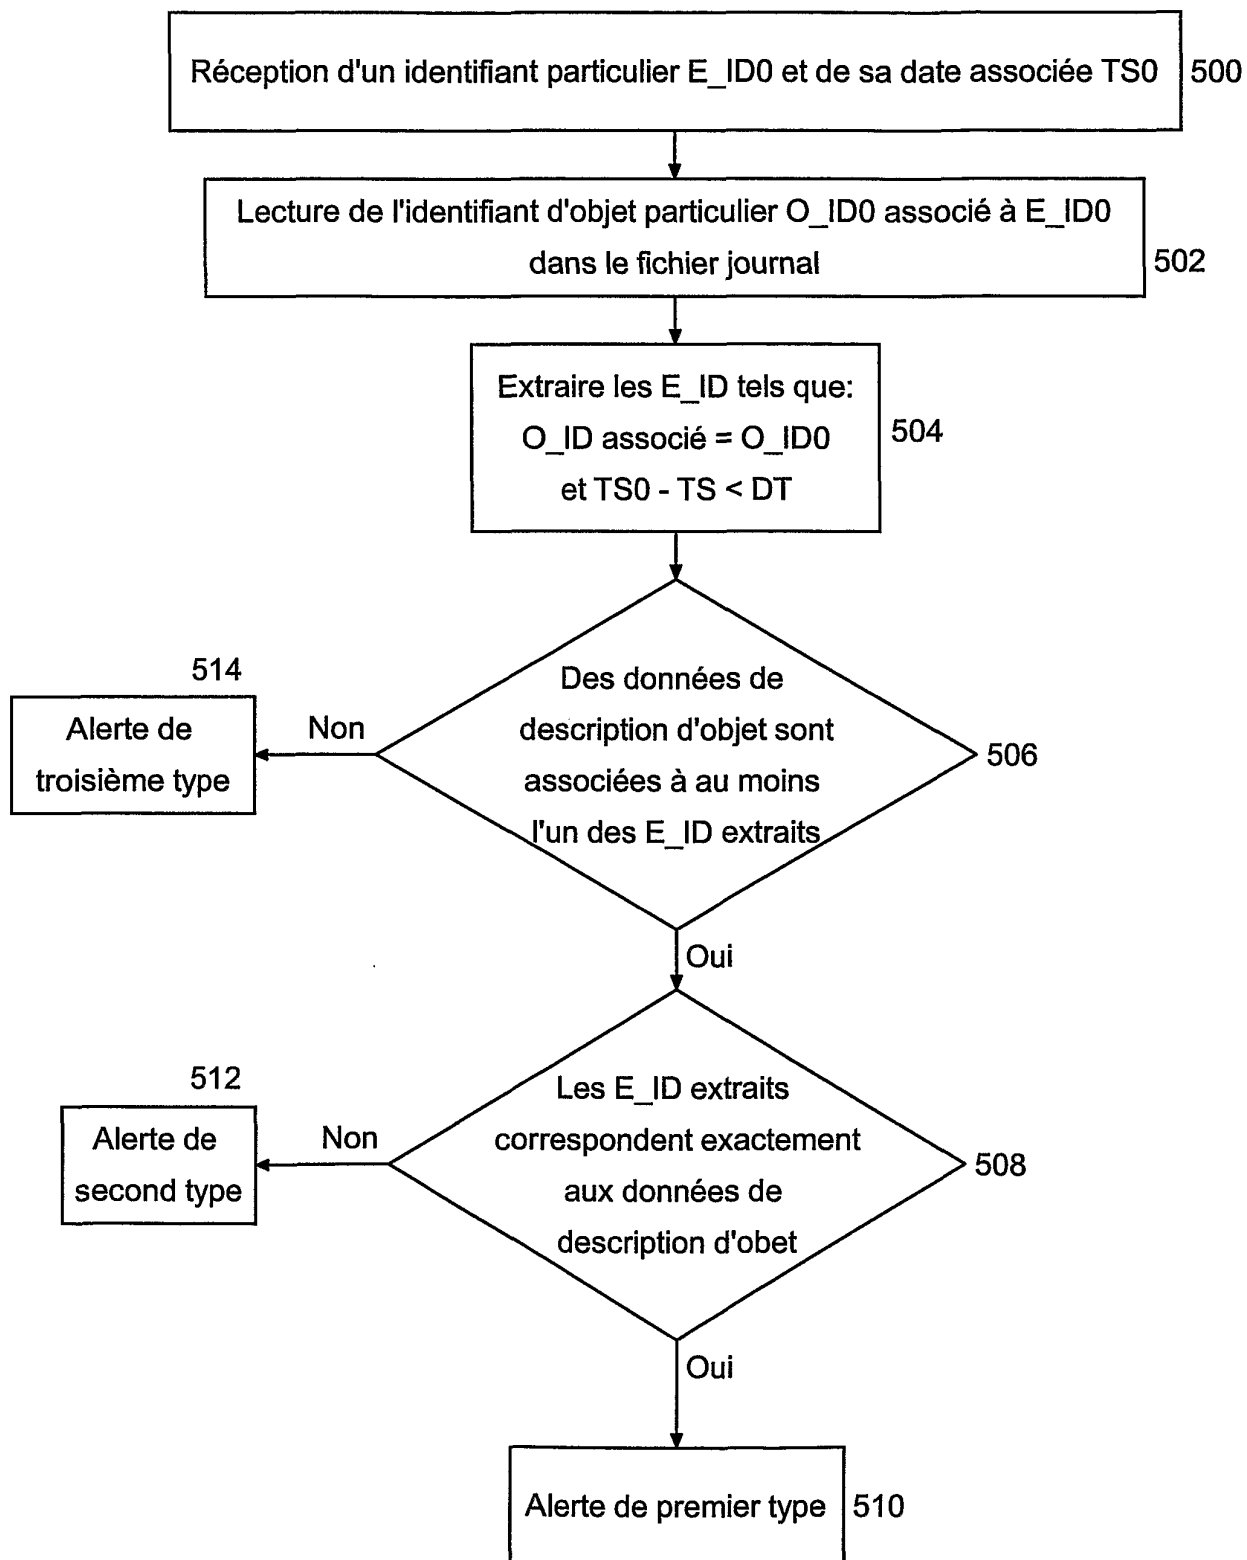 Réception d'un identifiant particulier E_ID0 et de sa date associée TS0
500
Lecture de l'identifiant d'objet particulier O_ID0 associé à E_ID0
dans le fichier journal
502
Extraire les E_ID tels que:
O_ID associé = O_ID0
et TS0 - TS < DT
504
Des données de
description d'objet sont
associées à au moins
l'un des E_ID extraits
506
Non
514
Alerte de
troisième type
Oui
Les E_ID extraits
correspondent exactement
aux données de
description d'obet
508
Non
512
Alerte de
second type
Oui
Alerte de premier type
510